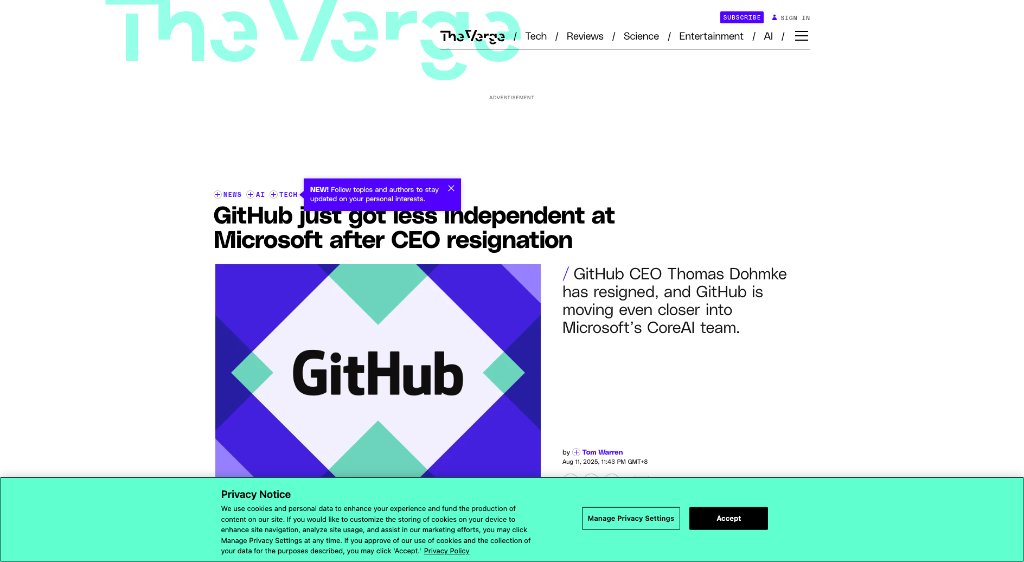 The Verge
SUBSCRIBE
SIGN IN
The Verge / Tech / Reviews / Science / Entertainment / AI /
ADVERTISEMENT
NEWS AI TECH
NEW! Follow topics and authors to stay
updated on your personal interests.
GitHub just got less independent at
Microsoft after CEO resignation
GitHub
/ GitHub CEO Thomas Dohmke
has resigned, and GitHub is
moving even closer into
Microsoft’s CoreAI team.
by Tom Warren
Aug 11, 2025, 11:43 PM GMT+8
Privacy Notice
We use cookies and personal data to enhance your experience and fund the production of
content on our site. If you would like to customize the storing of cookies on your device to
enhance site navigation, analyze site usage, and assist in our marketing efforts, you may click
Manage Privacy Settings at any time. If you approve of our use of cookies and the collection of
your data for the purposes described, you may click 'Accept.' Privacy Policy
Manage Privacy Settings
Accept